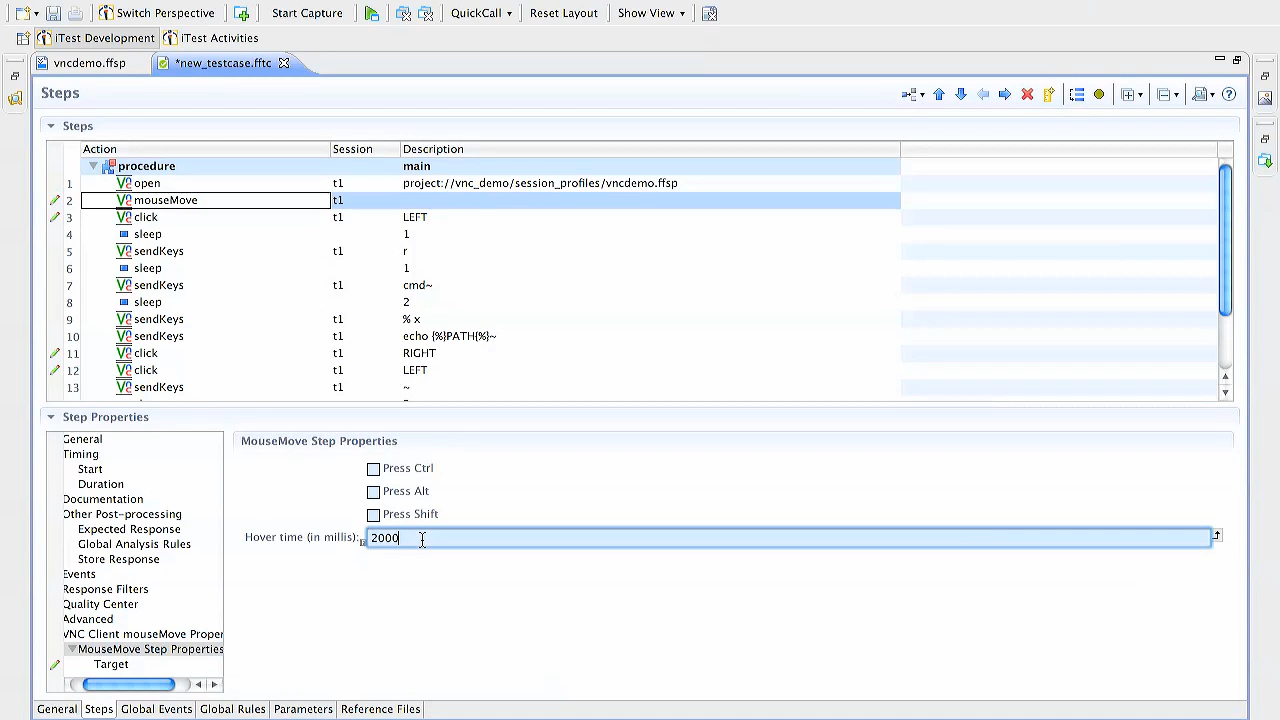 Switch Perspective Start Capture QuickCall Reset Layout Show View
iTest Development iTest Activities
vncdemo.ffsp *new_testcase.fftc
Steps
Steps
Action Session Description
procedure main
1 open t1 project://vnc_demo/session_profiles/vncdemo.ffsp
2 mouseMove t1
3 click t1 LEFT
4 sleep 1
5 sendKeys t1 r
6 sleep 1
7 sendKeys t1 cmd~
8 sleep 2
9 sendKeys t1 % x
10 sendKeys t1 echo {%}PATH{%}~
11 click t1 RIGHT
12 click t1 LEFT
13 sendKeys t1 ~
Step Properties
General
Timing
Start
Duration
Documentation
Other Post-processing
Expected Response
Global Analysis Rules
Store Response
Events
Response Filters
Quality Center
Advanced
VNC Client mouseMove Proper
MouseMove Step Properties
Target
MouseMove Step Properties
Press Ctrl
Press Alt
Press Shift
Hover time (in millis): 2000
General Steps Global Events Global Rules Parameters Reference Files